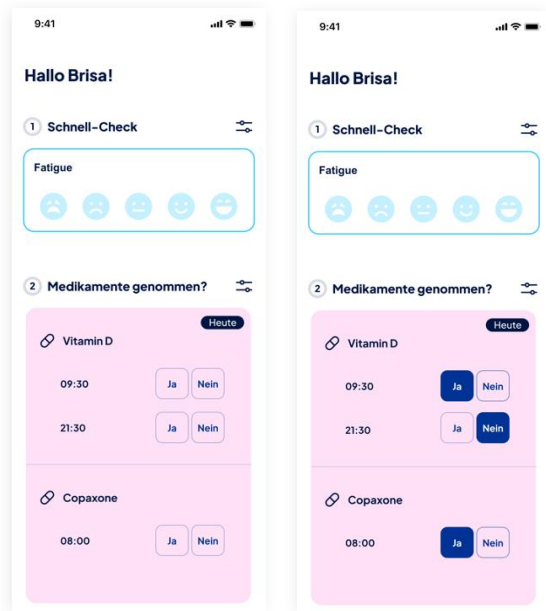 9:41
Hallo Brisa!
1 Schnell-Check
Fatigue
2 Medikamente genommen?
Heute
Vitamin D
09:30 Ja Nein
21:30 Ja Nein
Copaxone
08:00 Ja Nein
9:41
Hallo Brisa!
1 Schnell-Check
Fatigue
2 Medikamente genommen?
Heute
Vitamin D
09:30 Ja Nein
21:30 Ja Nein
Copaxone
08:00 Ja Nein